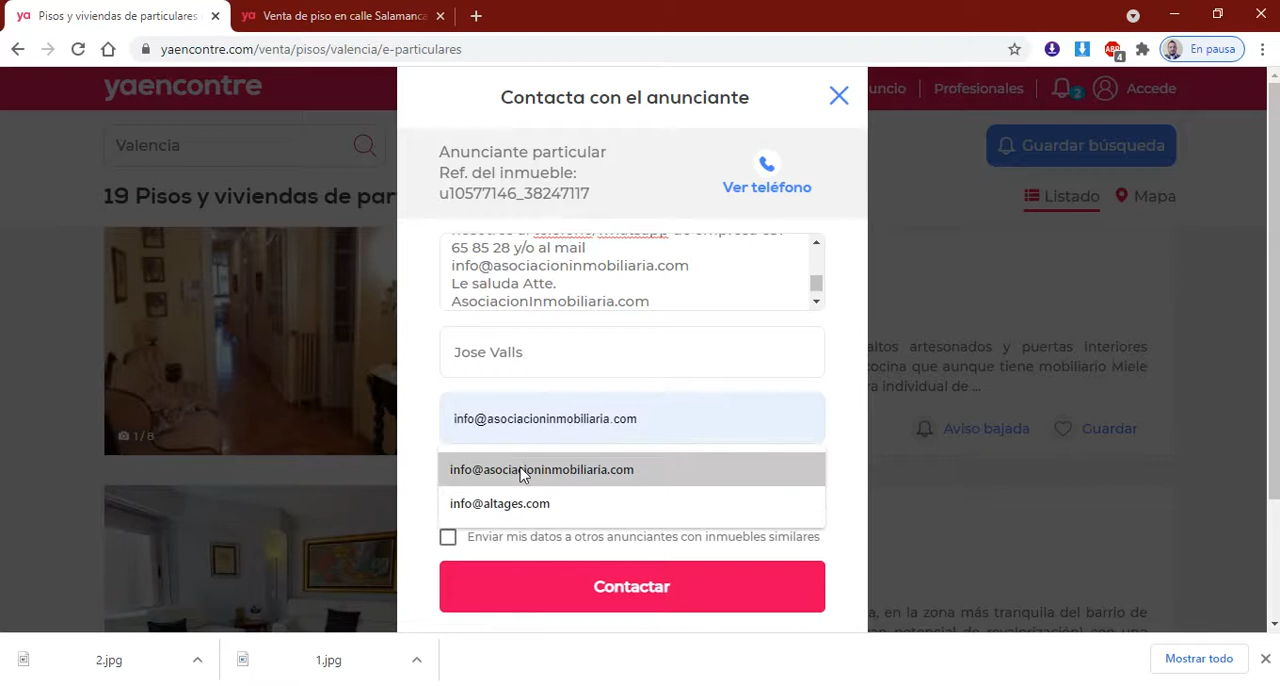 Pisos y viviendas de particulares
Venta de piso en calle Salamanca
yaencontre.com/venta/pisos/valencia/e-particulares
ABP
4
En pausa
yaencontre
uncio
Profesionales
2
Accede
Valencia
Guardar búsqueda
19 Pisos y viviendas de par
Listado
Mapa
Contacta con el anunciante
Anunciante particular
Ref. del inmueble:
u10577146_38247117
Ver teléfono
65 85 28 y/o al mail
info@asociacioninmobiliaria.com
Le saluda Atte.
AsociacionInmobiliaria.com
Jose Valls
info@asociacioninmobiliaria.com
info@asociacioninmobiliaria.com
info@altages.com
Enviar mis datos a otros anunciantes con inmuebles similares
Contactar
1/8
altos artesonados y puertas Interiores
ocina que aunque tiene mobiliario Miele
a individual de ...
Aviso bajada
Guardar
a, en la zona más tranquila del barrio de
2.jpg
1.jpg
Mostrar todo